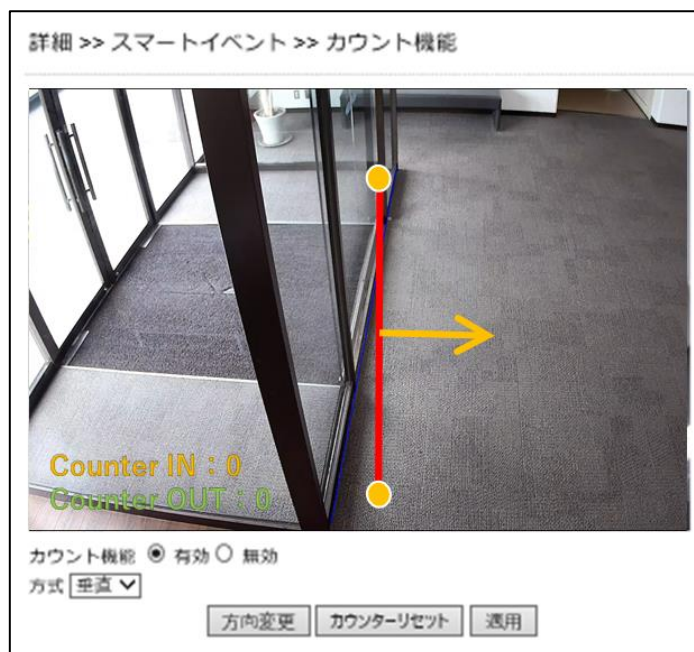 詳細 >> スマートイベント >> カウント機能
Counter IN：0
Counter OUT：0
カウント機能 有効 無効
方式 垂直
方向変更 カウンターリセット 適用